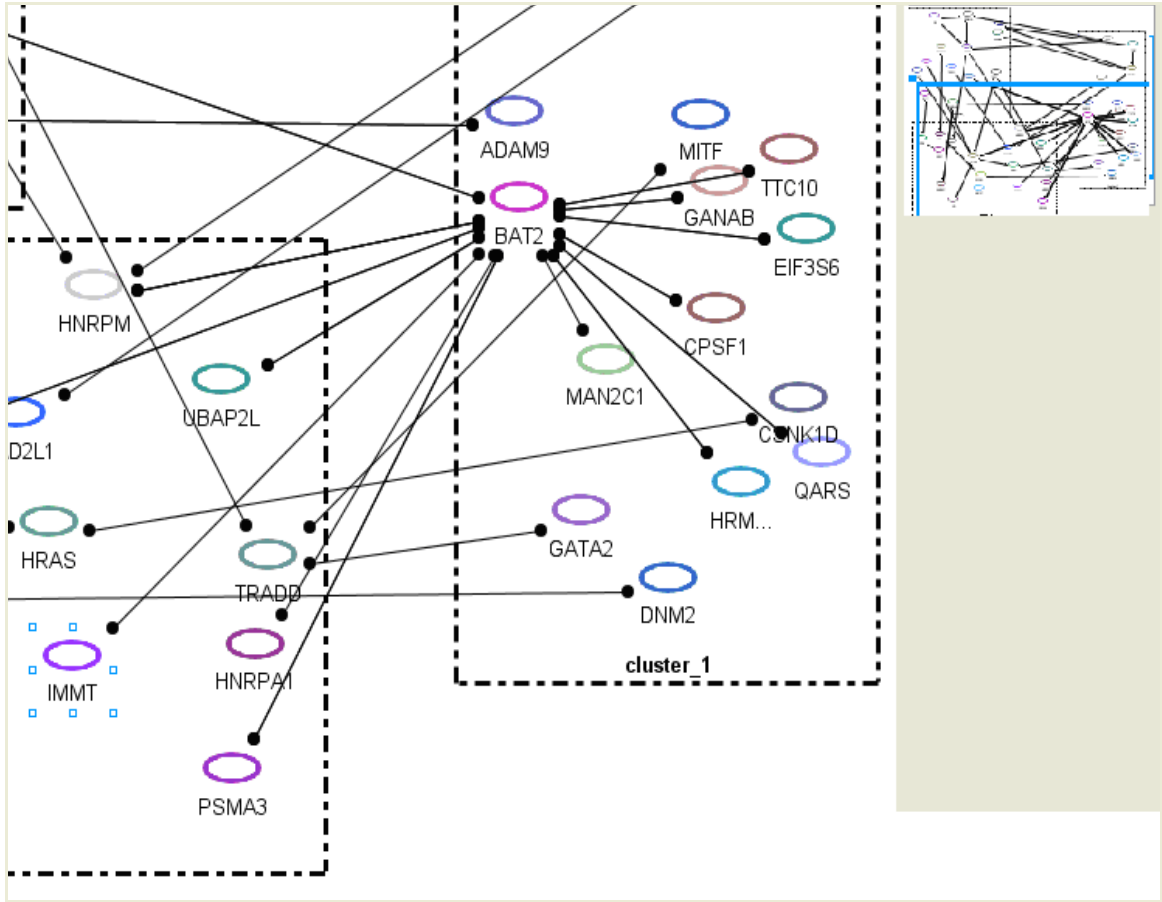 ADAM9
MITF
TTC10
GANAB
BAT2
EIF3S6
HNRPM
CPSF1
MAN2C1
UBAP2L
CSNK1D
D2L1
QARS
HRM...
GATA2
HRAS
TRADD
DNM2
cluster_1
HNRPA1
IMMT
PSMA3